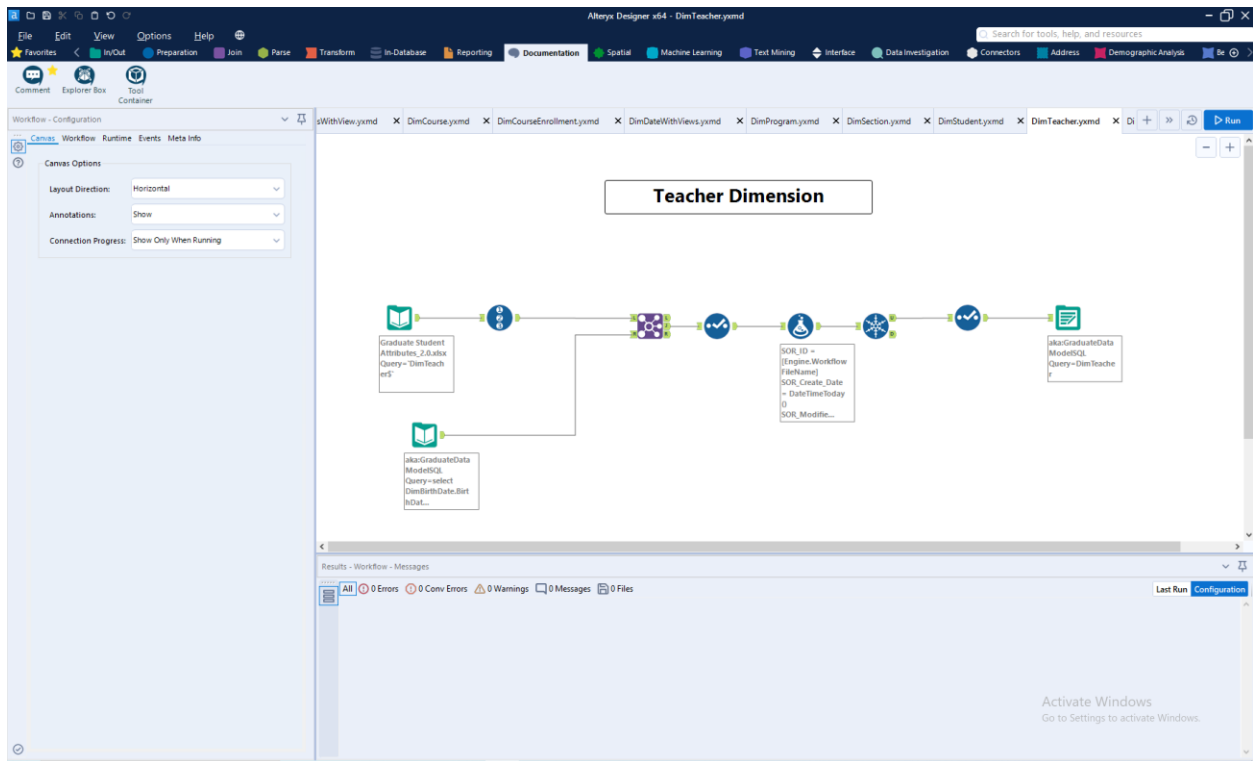 Alteryx Designer x64 - DimTeacher.yxmd
File Edit View Options Help
Search for tools, help, and resources
Favorites In/Out Preparation Join Parse Transform In-Database Reporting Documentation Spatial Machine Learning Text Mining Interface Data Investigation Connectors Address Demographic Analysis Be
Comment Explorer Box Tool
Container
Workflow - Configuration
sWithView.yxmd DimCourse.yxmd DimCourseEnrollment.yxmd DimDateWithViews.yxmd DimProgram.yxmd DimSection.yxmd DimStudent.yxmd DimTeacher.yxmd Di Run
Canvas Workflow Runtime Events Meta Info
Canvas Options
Layout Direction: Horizontal
Annotations: Show
Connection Progress: Show Only When Running
Teacher Dimension
Graduate Student
Attributes_2.0.xlsx
Query=`DimTeach
er$`
SOR_ID =
[Engine.Workflow
FileName]
SOR_Create_Date
= DateTimeToday
()
SOR_Modifie...
aka:GraduateData
ModelSQL
Query=DimTeache
r
aka:GraduateData
ModelSQL
Query=select
DimBirthDate.Birt
hDat...
Results - Workflow - Messages
All 0 Errors 0 Conv Errors 0 Warnings 0 Messages 0 Files
Last Run Configuration
Activate Windows
Go to Settings to activate Windows.